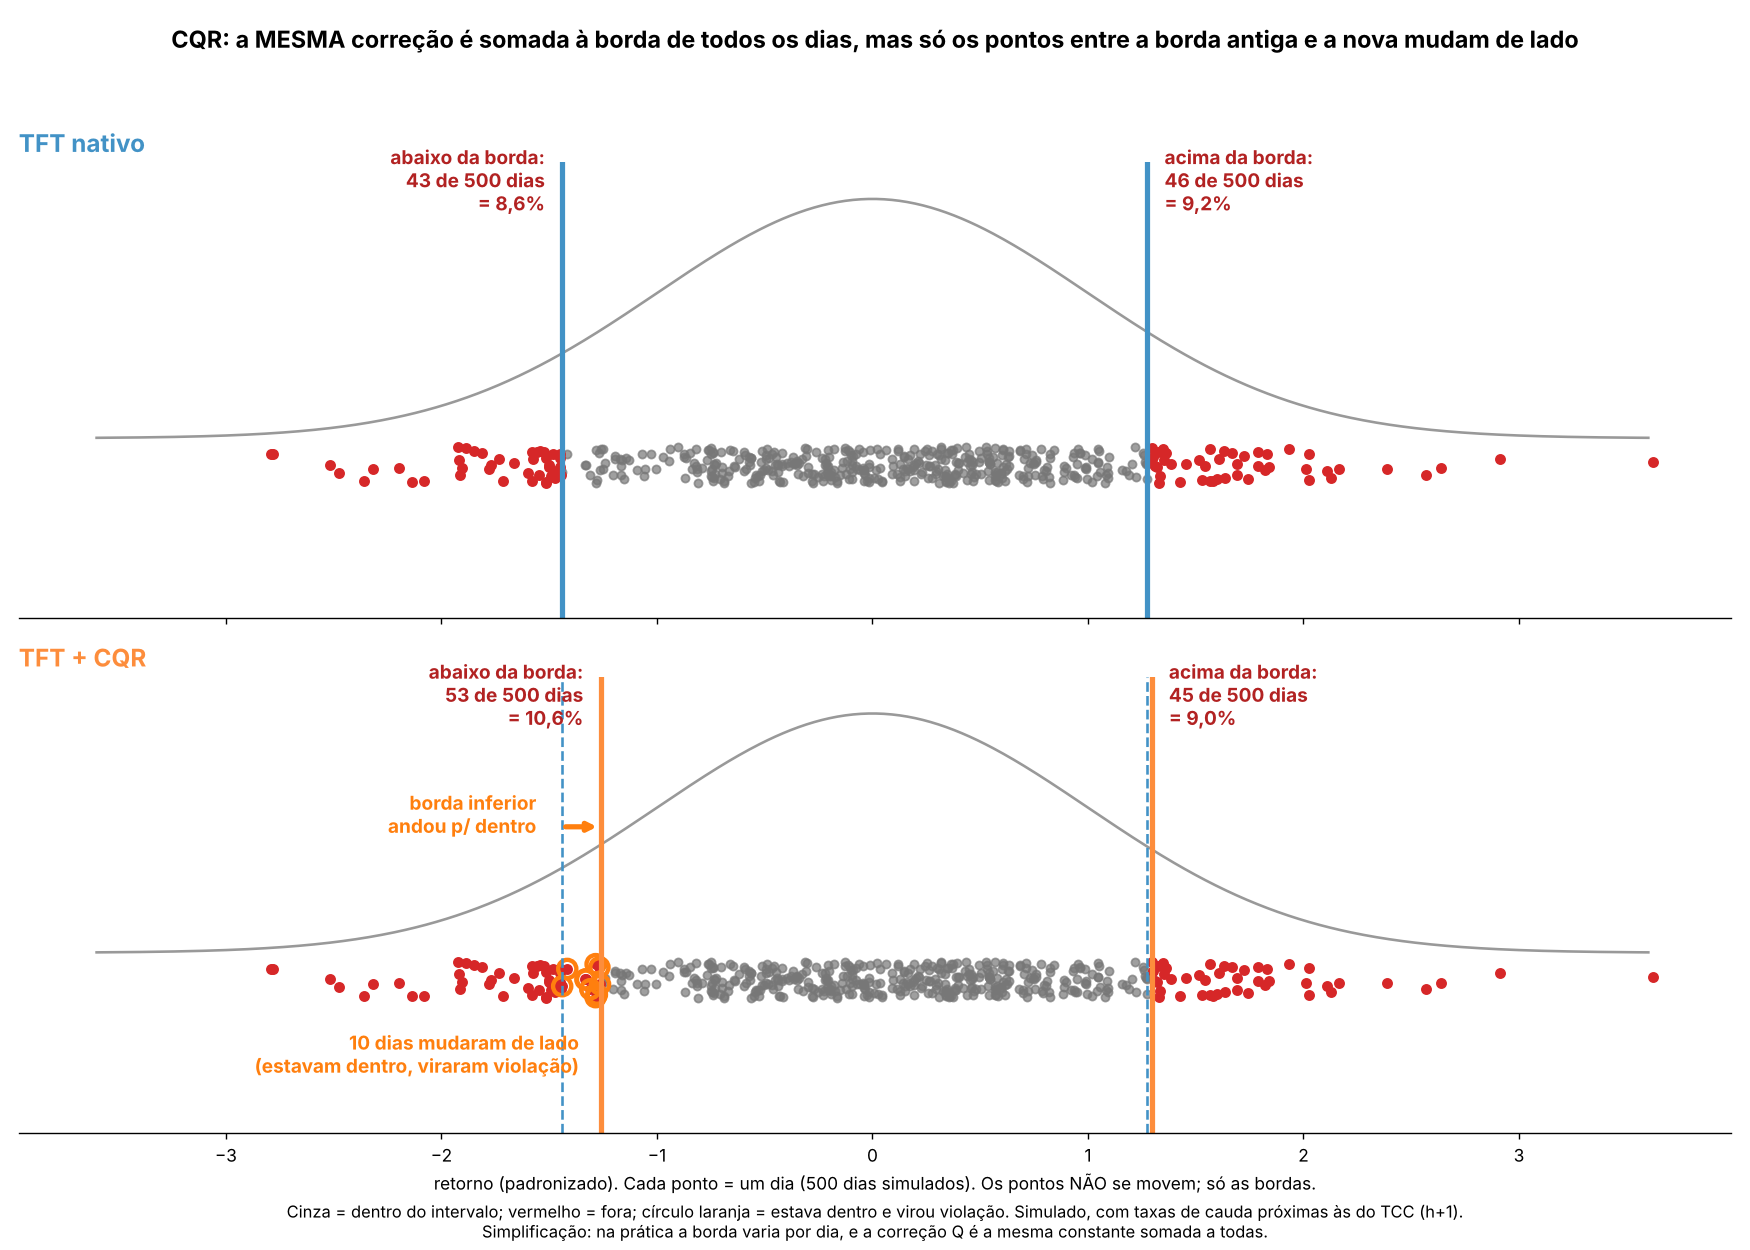 CQR: a MESMA correção é somada à borda de todos os dias, mas só os pontos entre a borda antiga e a nova mudam de lado
TFT nativo
abaixo da borda:
43 de 500 dias
= 8,6%
acima da borda:
46 de 500 dias
= 9,2%
TFT + CQR
abaixo da borda:
53 de 500 dias
= 10,6%
acima da borda:
45 de 500 dias
= 9,0%
borda inferior
andou p/ dentro
10 dias mudaram de lado
(estavam dentro, viraram violação)
−3
−2
−1
0
1
2
3
retorno (padronizado). Cada ponto = um dia (500 dias simulados). Os pontos NÃO se movem; só as bordas.
Cinza = dentro do intervalo; vermelho = fora; círculo laranja = estava dentro e virou violação. Simulado, com taxas de cauda próximas às do TCC (h+1).
Simplificação: na prática a borda varia por dia, e a correção Q é a mesma constante somada a todas.